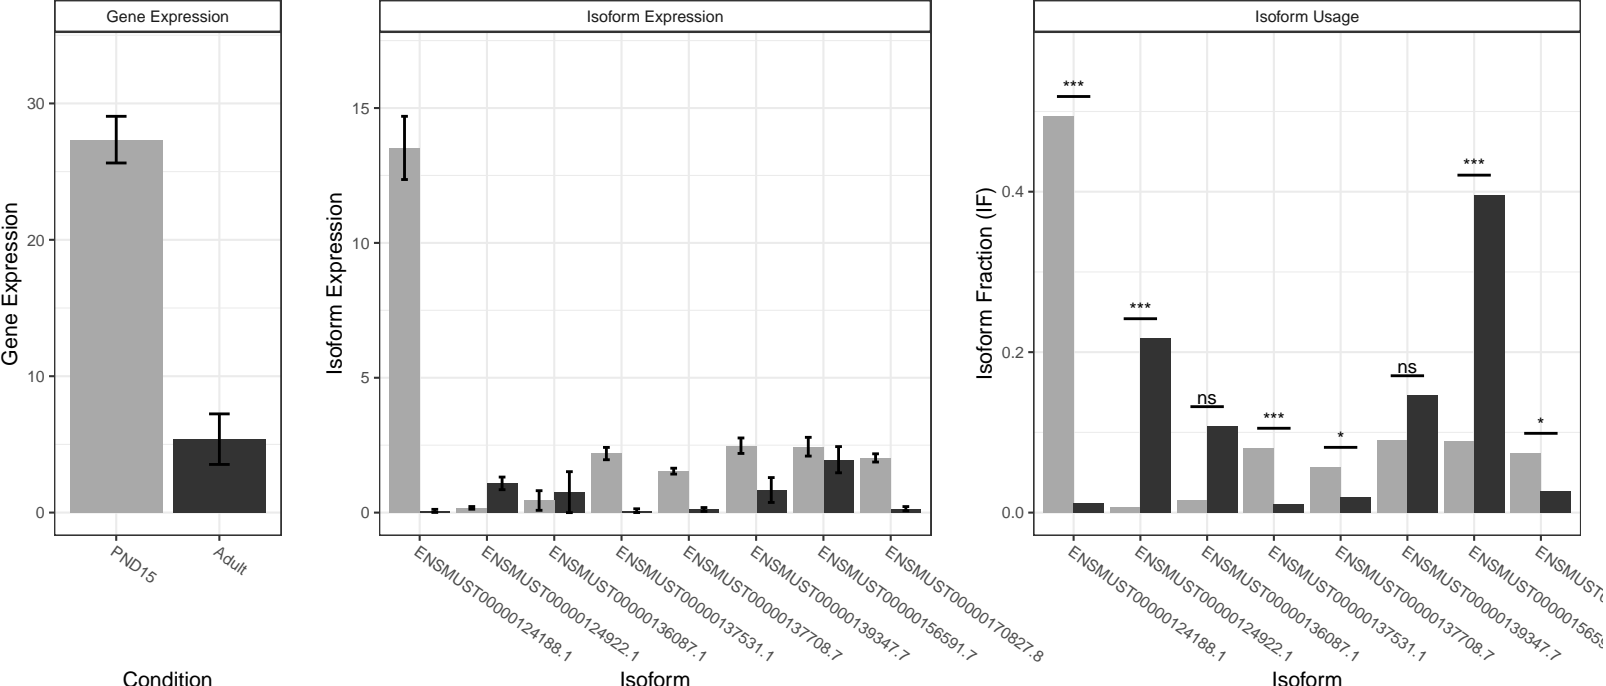 Gene Expression
Isoform Expression
Isoform Usage
Gene Expression
30
20
10
0
PND15
Adult
Condition
Isoform Expression
15
10
5
0
ENSMUST00000124188.1
ENSMUST00000124922.1
ENSMUST00000136087.1
ENSMUST00000137531.1
ENSMUST00000137708.7
ENSMUST00000139347.7
ENSMUST00000156591.7
ENSMUST00000170827.8
Isoform
Isoform Fraction (IF)
0.4
0.2
0.0
***
***
ns
***
*
ns
***
*
ENSMUST00000124188.1
ENSMUST00000124922.1
ENSMUST00000136087.1
ENSMUST00000137531.1
ENSMUST00000137708.7
ENSMUST00000139347.7
ENSMUST0000015659
ENSMUST0
Isoform